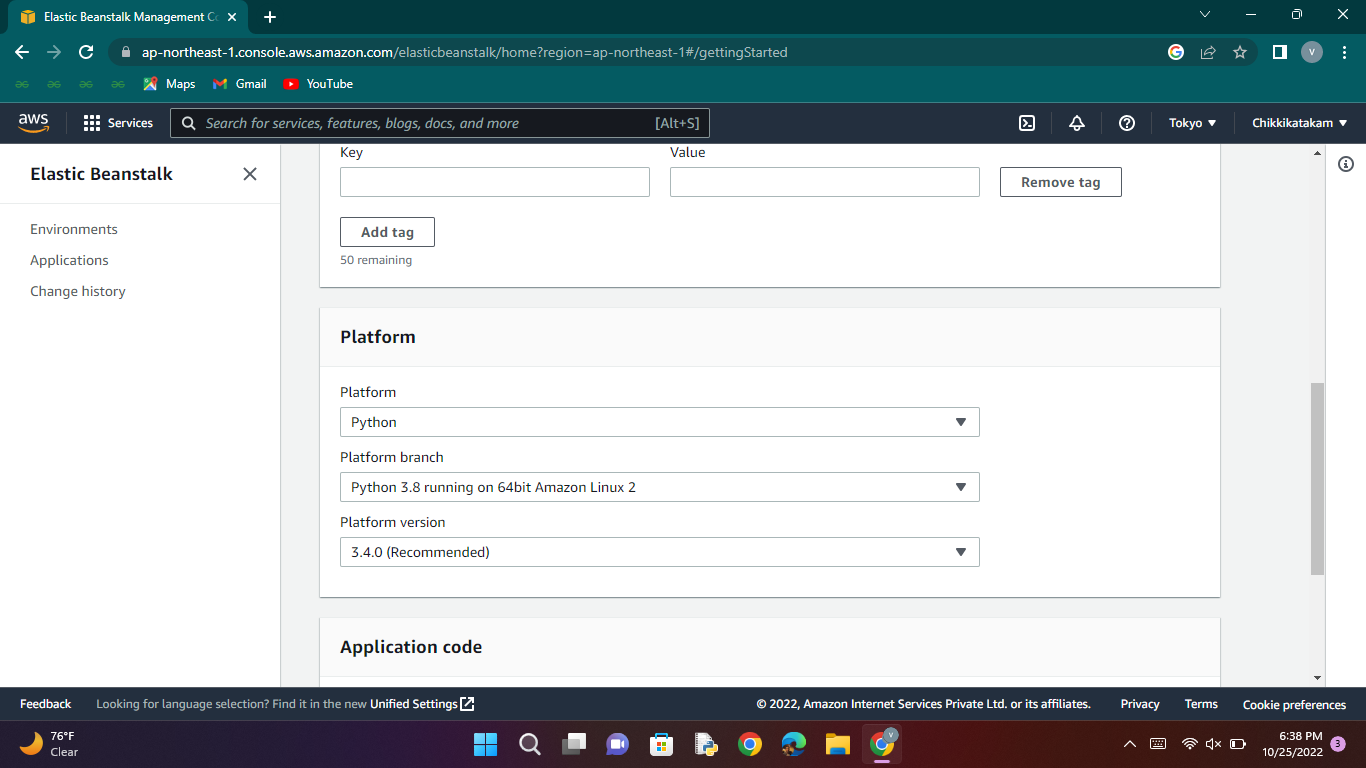 Elastic Beanstalk Management Co
ap-northeast-1.console.aws.amazon.com/elasticbeanstalk/home?region=ap-northeast-1#/gettingStarted
V
Maps
Gmail
YouTube
aws
Services
Search for services, features, blogs, docs, and more
[Alt+S]
Tokyo
Chikkikatakam
Elastic Beanstalk
Environments
Applications
Change history
Key
Value
Remove tag
Add tag
50 remaining
Platform
Platform
Python
Platform branch
Python 3.8 running on 64bit Amazon Linux 2
Platform version
3.4.0 (Recommended)
Application code
Feedback
Looking for language selection? Find it in the new Unified Settings
© 2022, Amazon Internet Services Private Ltd. or its affiliates.
Privacy
Terms
Cookie preferences
76°F
Clear
V
6:38 PM
10/25/2022
3